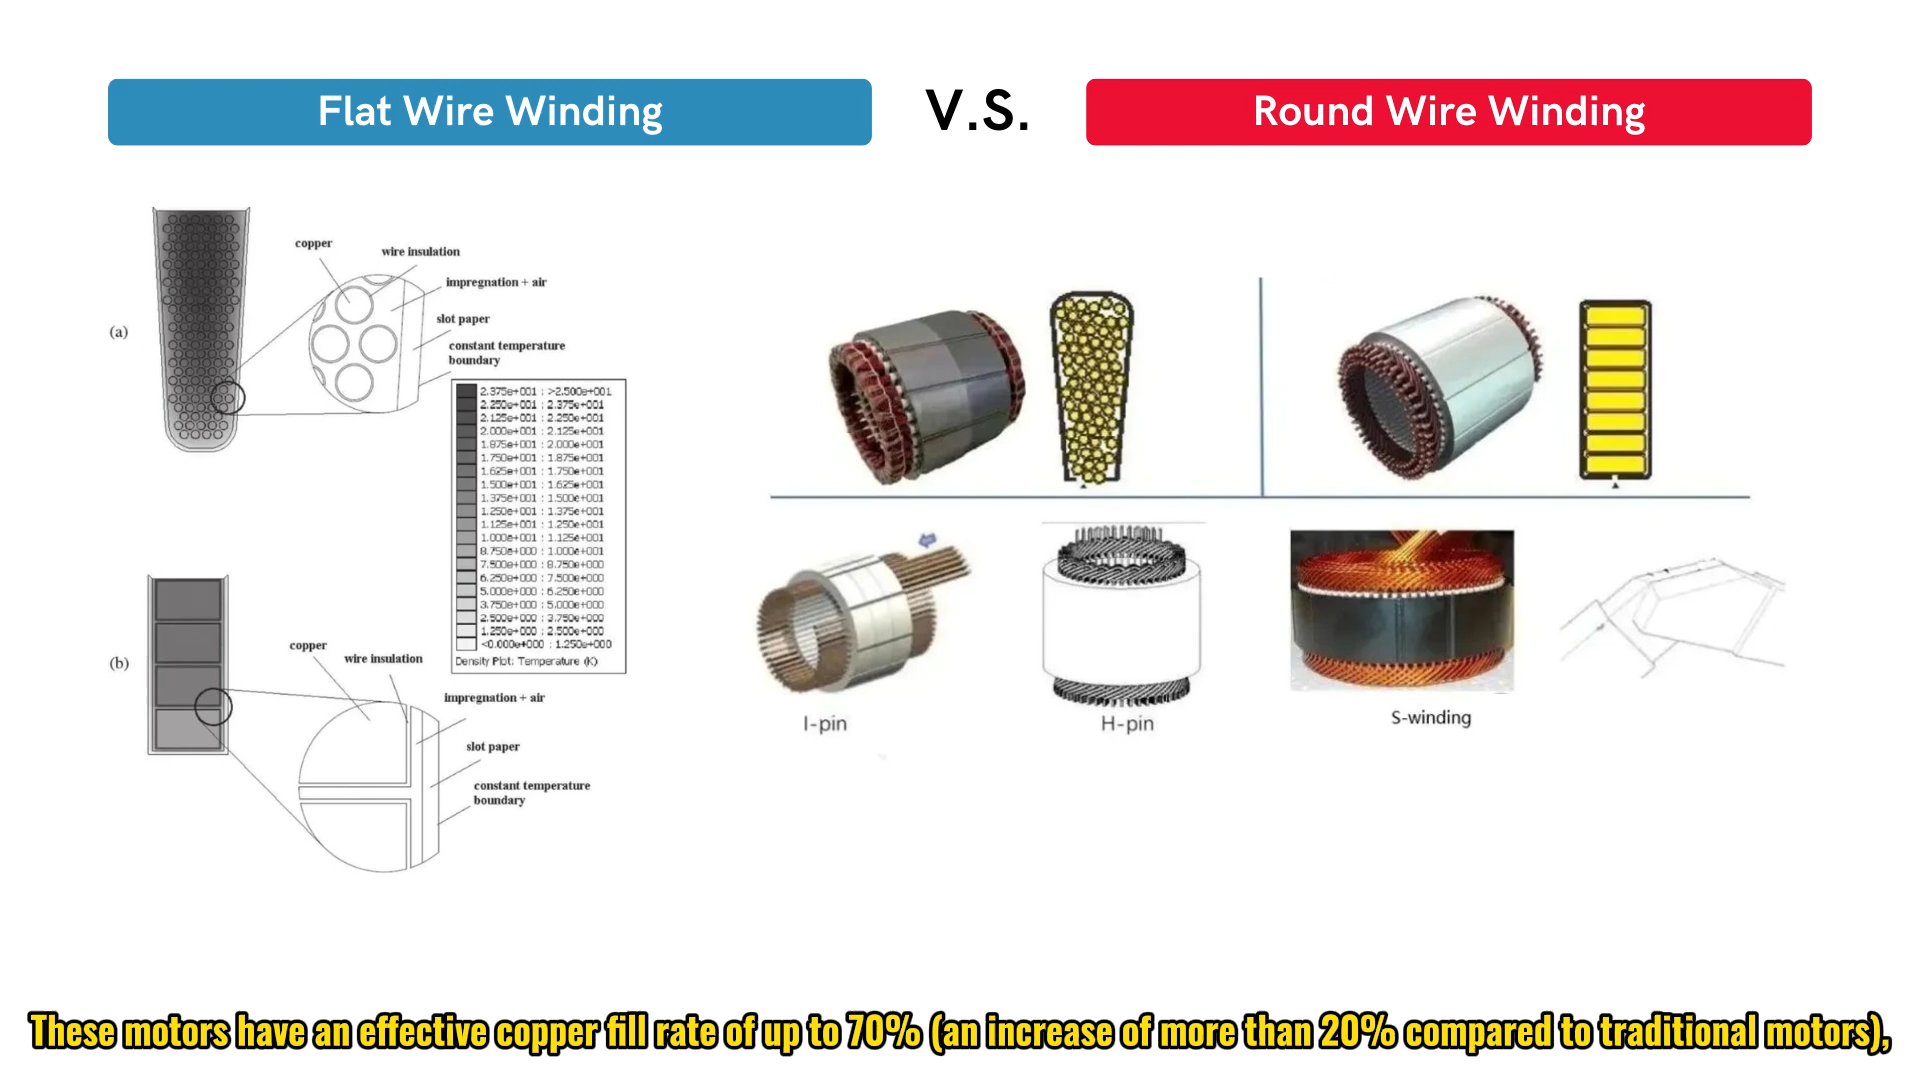 Flat Wire Winding
V.S.
Round Wire Winding
copper
wire insulation
impregnation + air
slot paper
(a)
constant temperature
boundary
2.375e+001 : >2.500e+001
2.250e+001 : 2.375e+001
2.125e+001 : 2.250e+001
2.000e+001 : 2.125e+001
1.875e+001 : 2.000e+001
1.750e+001 : 1.875e+001
1.625e+001 : 1.750e+001
1.500e+001 : 1.625e+001
1.375e+001 : 1.500e+001
1.250e+001 : 1.375e+001
1.125e+001 : 1.250e+001
1.000e+001 : 1.125e+001
8.750e+000 : 1.000e+001
7.500e+000 : 8.750e+000
6.250e+000 : 7.500e+000
5.000e+000 : 6.250e+000
3.750e+000 : 5.000e+000
2.500e+000 : 3.750e+000
1.250e+000 : 2.500e+000
<0.000e+000 : 1.250e+000
Density Plot: Temperature (K)
copper
wire insulation
(b)
impregnation + air
slot paper
constant temperature
boundary
I-pin
H-pin
S-winding
These motors have an effective copper fill rate of up to 70% (an increase of more than 20% compared to traditional motors),